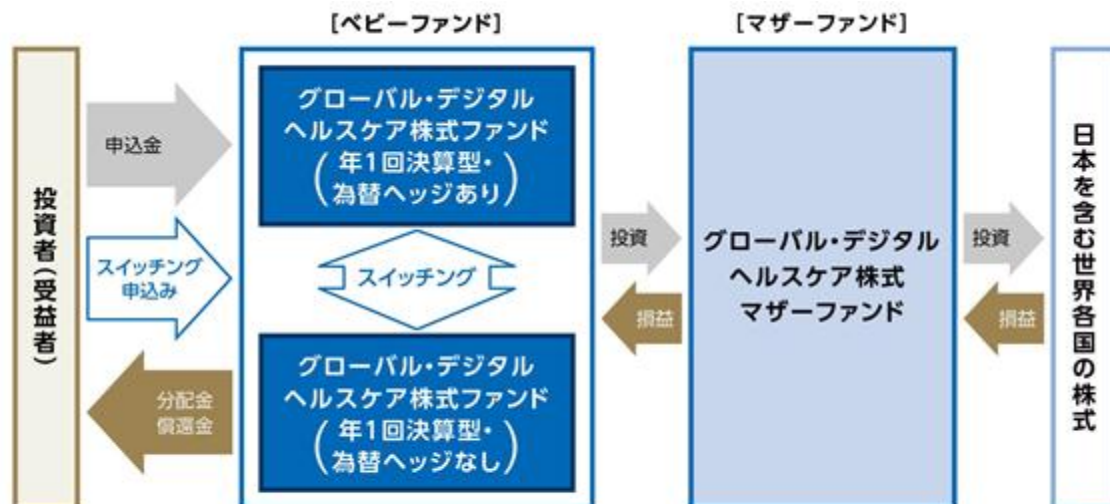 [ベビーファンド]
[マザーファンド]
投資者(受益者)
申込金
スイッチング
申込み
分配金
償還金
グローバル・デジタル
ヘルスケア株式ファンド
(年1回決算型・
為替ヘッジあり)
スイッチング
グローバル・デジタル
ヘルスケア株式ファンド
(年1回決算型・
為替ヘッジなし)
投資
損益
グローバル・デジタル
ヘルスケア株式
マザーファンド
投資
損益
日本を含む世界各国の株式